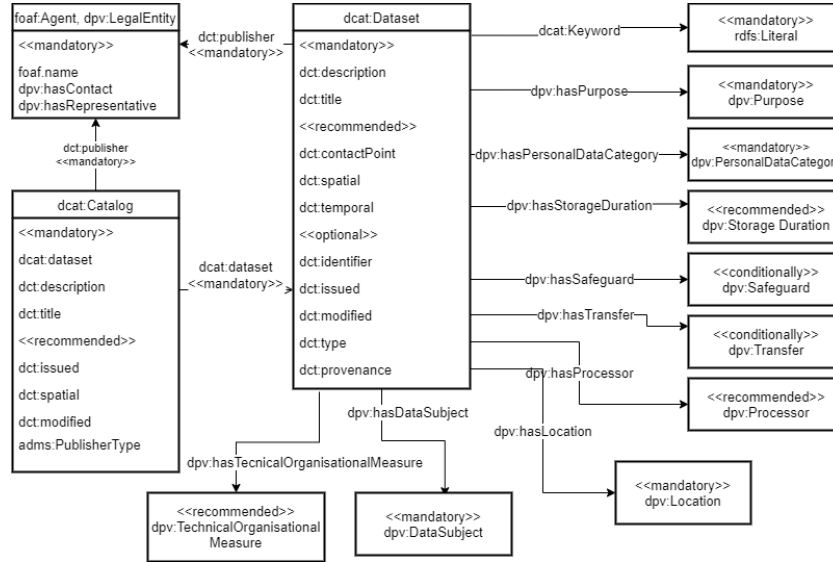 foaf:Agent, dpv:LegalEntity
<<mandatory>>
foaf.name
dpv:hasContact
dpv:hasRepresentative
dct:publisher
<<mandatory>>
dct:publisher
<<mandatory>>
dcat:Catalog
<<mandatory>>
dcat:dataset
dct:description
dct:title
<<recommended>>
dct:issued
dct:spatial
dct:modified
adms:PublisherType
dcat:dataset
<<mandatory>>
dcat:Dataset
<<mandatory>>
dct:description
dct:title
<<recommended>>
dct:contactPoint
dct:spatial
dct:temporal
<<optional>>
dct:identifier
dct:issued
dct:modified
dct:type
dct:provenance
dcat:Keyword
<<mandatory>>
rdfs:Literal
dpv:hasPurpose
<<mandatory>>
dpv:Purpose
dpv:hasPersonalDataCategory
<<mandatory>>
dpv:PersonalDataCategory
dpv:hasStorageDuration
<<recommended>>
dpv:Storage Duration
dpv:hasSafeguard
<<conditionally>>
dpv:Safeguard
dpv:hasTransfer
<<conditionally>>
dpv:Transfer
dpv:hasProcessor
<<recommended>>
dpv:Processor
dpv:hasLocation
<<mandatory>>
dpv:Location
dpv:hasDataSubject
<<mandatory>>
dpv:DataSubject
dpv:hasTecnicalOrganisationalMeasure
<<recommended>>
dpv:TechnicalOrganisational
Measure